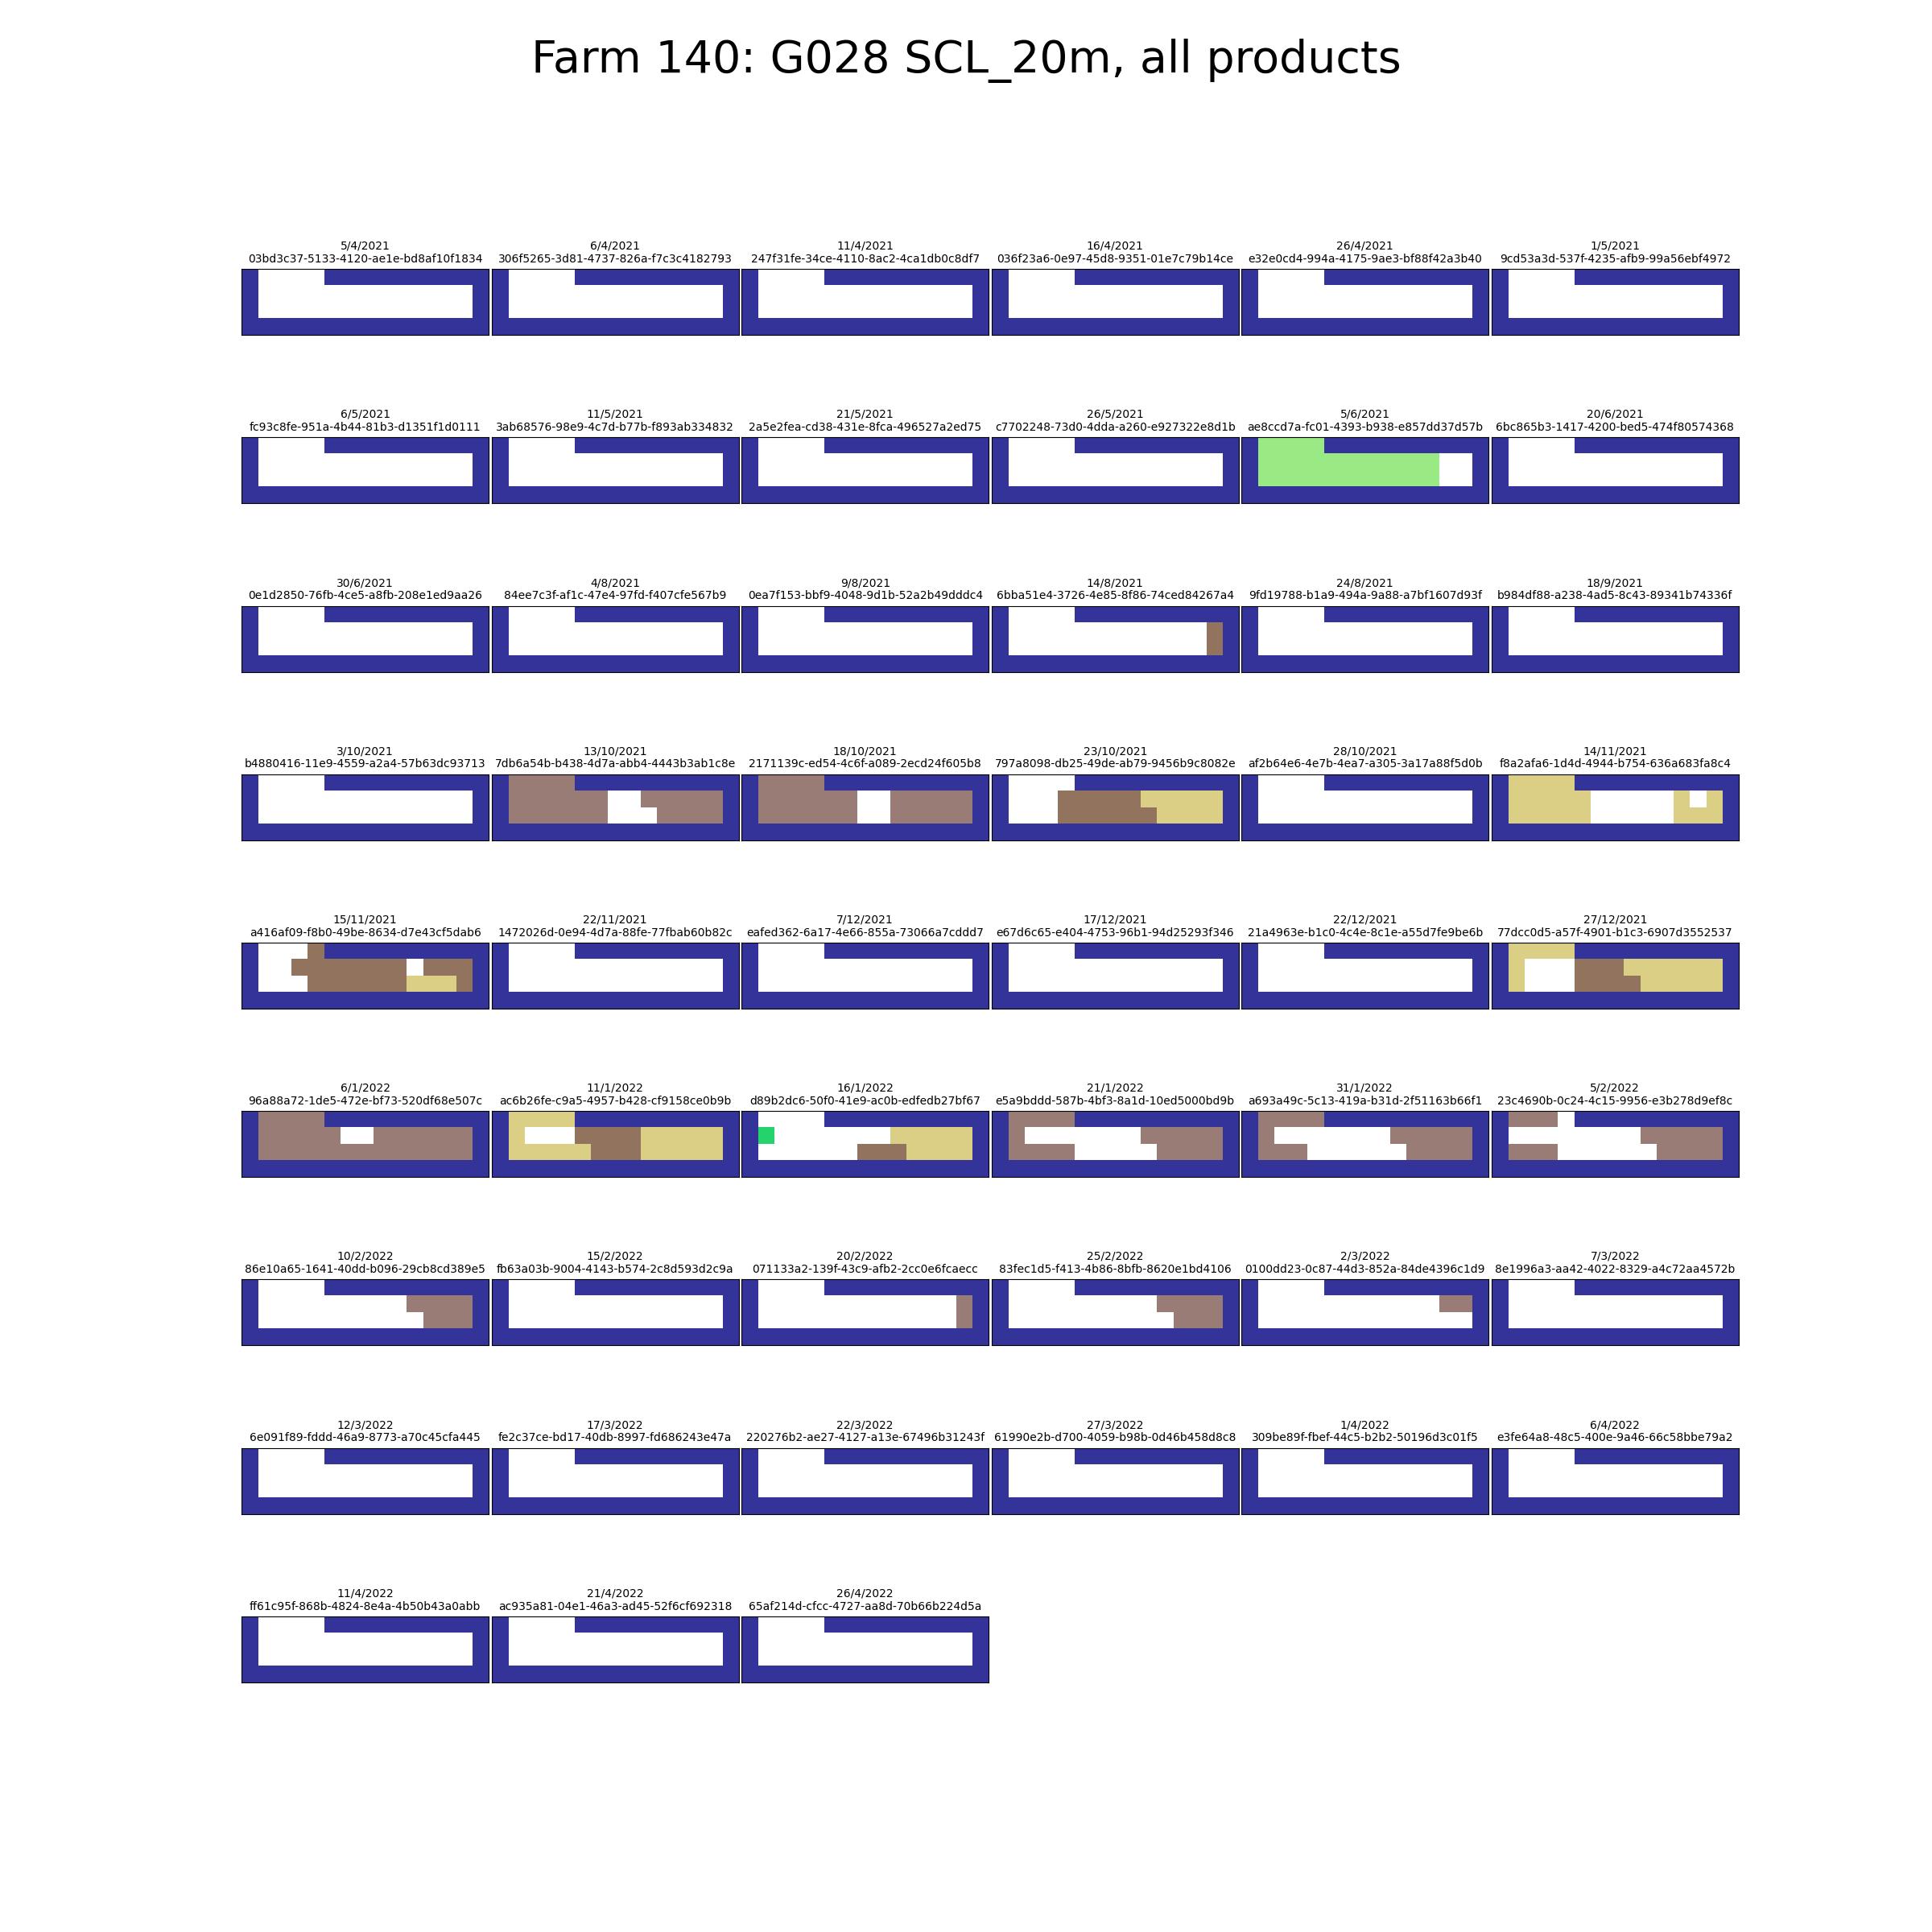 Farm 140: G028 SCL_20m, all products
5/4/2021
03bd3c37-5133-4120-ae1e-bd8af10f1834
6/4/2021
306f5265-3d81-4737-826a-f7c3c4182793
11/4/2021
247f31fe-34ce-4110-8ac2-4ca1db0c8df7
16/4/2021
036f23a6-0e97-45d8-9351-01e7c79b14ce
26/4/2021
e32e0cd4-994a-4175-9ae3-bf88f42a3b40
1/5/2021
9cd53a3d-537f-4235-afb9-99a56ebf4972
6/5/2021
fc93c8fe-951a-4b44-81b3-d1351f1d0111
11/5/2021
3ab68576-98e9-4c7d-b77b-f893ab334832
21/5/2021
2a5e2fea-cd38-431e-8fca-496527a2ed75
26/5/2021
c7702248-73d0-4dda-a260-e927322e8d1b
5/6/2021
ae8ccd7a-fc01-4393-b938-e857dd37d57b
20/6/2021
6bc865b3-1417-4200-bed5-474f80574368
30/6/2021
0e1d2850-76fb-4ce5-a8fb-208e1ed9aa26
4/8/2021
84ee7c3f-af1c-47e4-97fd-f407cfe567b9
9/8/2021
0ea7f153-bbf9-4048-9d1b-52a2b49dddc4
14/8/2021
6bba51e4-3726-4e85-8f86-74ced84267a4
24/8/2021
9fd19788-b1a9-494a-9a88-a7bf1607d93f
18/9/2021
b984df88-a238-4ad5-8c43-89341b74336f
3/10/2021
b4880416-11e9-4559-a2a4-57b63dc93713
13/10/2021
7db6a54b-b438-4d7a-abb4-4443b3ab1c8e
18/10/2021
2171139c-ed54-4c6f-a089-2ecd24f605b8
23/10/2021
797a8098-db25-49de-ab79-9456b9c8082e
28/10/2021
af2b64e6-4e7b-4ea7-a305-3a17a88f5d0b
14/11/2021
f8a2afa6-1d4d-4944-b754-636a683fa8c4
15/11/2021
a416af09-f8b0-49be-8634-d7e43cf5dab6
22/11/2021
1472026d-0e94-4d7a-88fe-77fbab60b82c
7/12/2021
eafed362-6a17-4e66-855a-73066a7cddd7
17/12/2021
e67d6c65-e404-4753-96b1-94d25293f346
22/12/2021
21a4963e-b1c0-4c4e-8c1e-a55d7fe9be6b
27/12/2021
77dcc0d5-a57f-4901-b1c3-6907d3552537
6/1/2022
96a88a72-1de5-472e-bf73-520df68e507c
11/1/2022
ac6b26fe-c9a5-4957-b428-cf9158ce0b9b
16/1/2022
d89b2dc6-50f0-41e9-ac0b-edfedb27bf67
21/1/2022
e5a9bddd-587b-4bf3-8a1d-10ed5000bd9b
31/1/2022
a693a49c-5c13-419a-b31d-2f51163b66f1
5/2/2022
23c4690b-0c24-4c15-9956-e3b278d9ef8c
10/2/2022
86e10a65-1641-40dd-b096-29cb8cd389e5
15/2/2022
fb63a03b-9004-4143-b574-2c8d593d2c9a
20/2/2022
071133a2-139f-43c9-afb2-2cc0e6fcaecc
25/2/2022
83fec1d5-f413-4b86-8bfb-8620e1bd4106
2/3/2022
0100dd23-0c87-44d3-852a-84de4396c1d9
7/3/2022
8e1996a3-aa42-4022-8329-a4c72aa4572b
12/3/2022
6e091f89-fddd-46a9-8773-a70c45cfa445
17/3/2022
fe2c37ce-bd17-40db-8997-fd686243e47a
22/3/2022
220276b2-ae27-4127-a13e-67496b31243f
27/3/2022
61990e2b-d700-4059-b98b-0d46b458d8c8
1/4/2022
309be89f-fbef-44c5-b2b2-50196d3c01f5
6/4/2022
e3fe64a8-48c5-400e-9a46-66c58bbe79a2
11/4/2022
ff61c95f-868b-4824-8e4a-4b50b43a0abb
21/4/2022
ac935a81-04e1-46a3-ad45-52f6cf692318
26/4/2022
65af214d-cfcc-4727-aa8d-70b66b224d5a